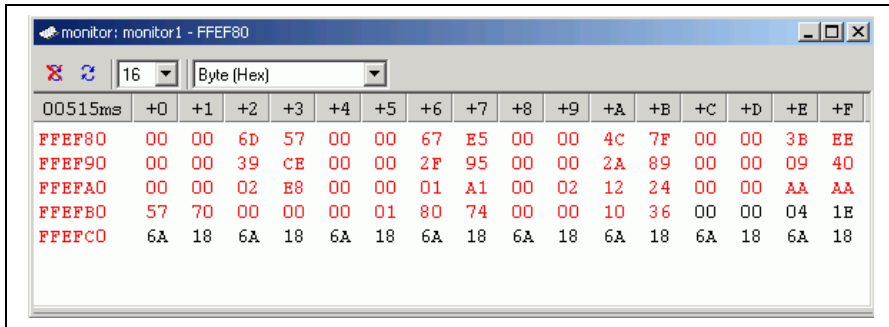 monitor: monitor1 - FFEF80
16 Byte (Hex)
00515ms +0 +1 +2 +3 +4 +5 +6 +7 +8 +9 +A +B +C +D +E +F
FFEF80 00 00 6D 57 00 00 67 E5 00 00 4C 7F 00 00 3B EE
FFEF90 00 00 39 CE 00 00 2F 95 00 00 2A 89 00 00 09 40
FFEFA0 00 00 02 E8 00 00 01 A1 00 02 12 24 00 00 AA AA
FFEFB0 57 70 00 00 00 01 80 74 00 00 10 36 00 00 04 1E
FFEFC0 6A 18 6A 18 6A 18 6A 18 6A 18 6A 18 6A 18 6A 18